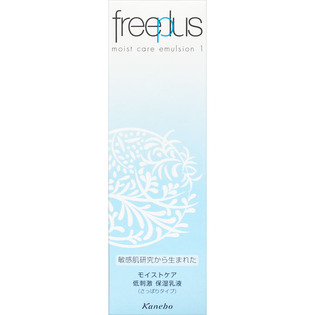 freeplus
moist care emulsion 1
敏感肌研究から生まれた
モイストケア
低刺激 保湿乳液
(さっぱりタイプ)
Kanebo